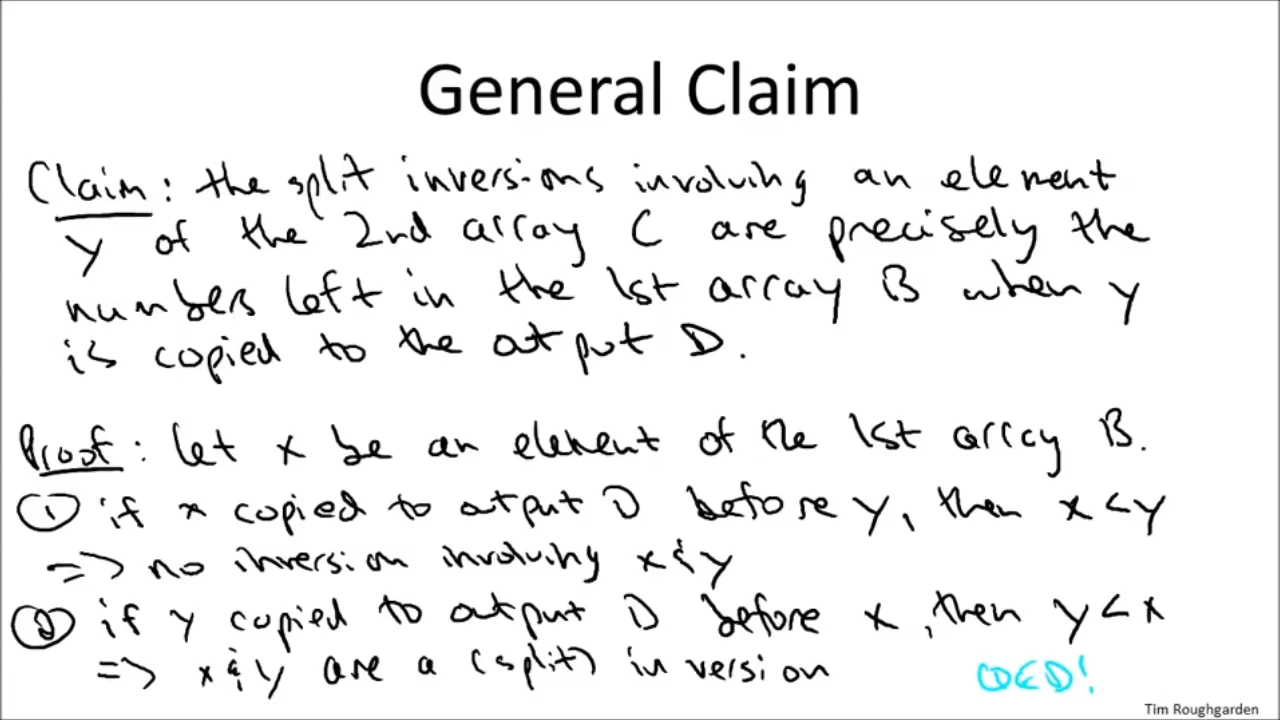 General Claim
Claim: the split inversions involving an element
y of the 2nd array C are precisely the
numbers left in the 1st array B when y
is copied to the output D.
Proof: let x be an element of the 1st array B.
① if x copied to output D before y, then x < y
=> no inversion involving x & y
② if y copied to output D before x, then y < x
=> x & y are a (split) inversion
QED!
Tim Roughgarden